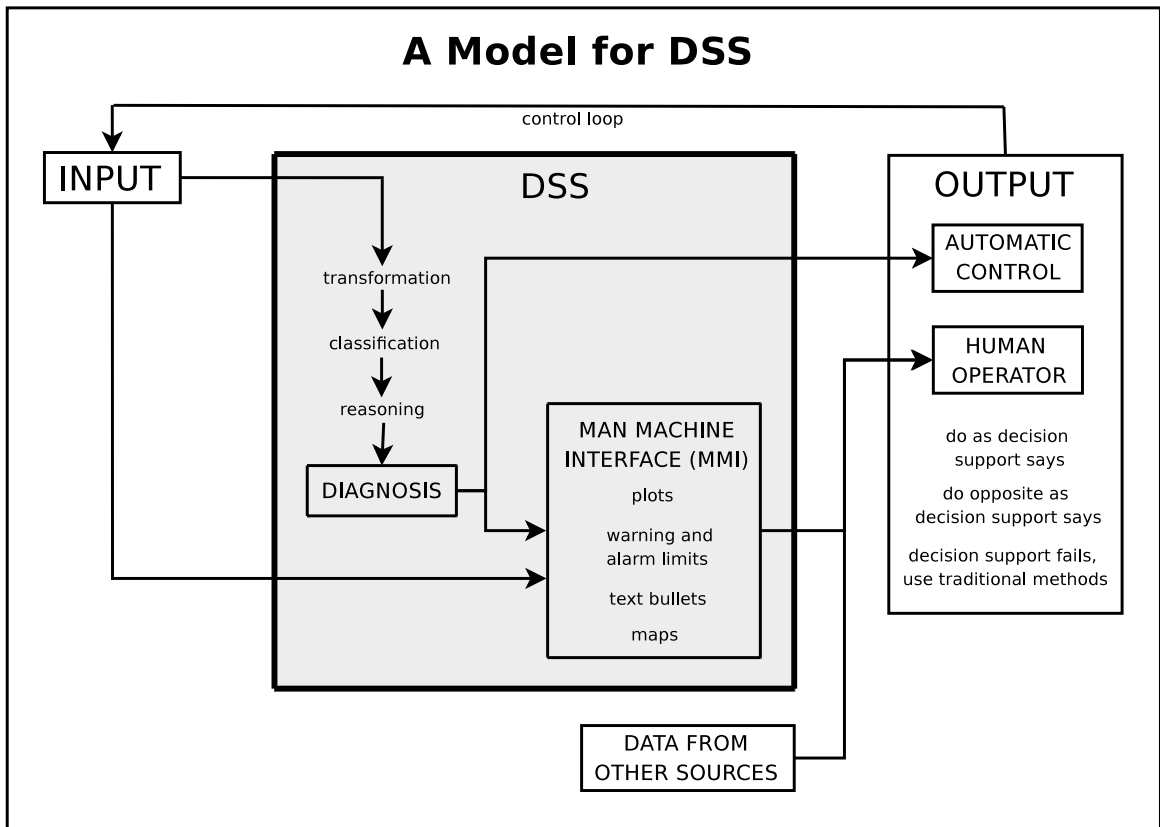 A Model for DSS
control loop
INPUT
DSS
transformation
classification
reasoning
DIAGNOSIS
MAN MACHINE
INTERFACE (MMI)
plots
warning and
alarm limits
text bullets
maps
OUTPUT
AUTOMATIC
CONTROL
HUMAN
OPERATOR
do as decision
support says
do opposite as
decision support says
decision support fails,
use traditional methods
DATA FROM
OTHER SOURCES